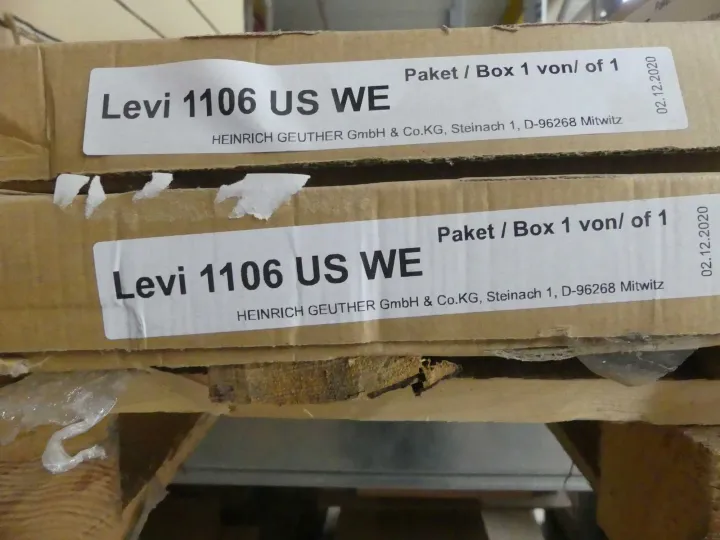 Paket / Box 1 von/ of 1
Levi 1106 US WE
HEINRICH GEUTHER GmbH & Co.KG, Steinach 1, D-96268 Mitwitz
02.12.2020
Paket / Box 1 von/ of 1
Levi 1106 US WE
HEINRICH GEUTHER GmbH & Co.KG, Steinach 1, D-96268 Mitwitz
02.12.2020